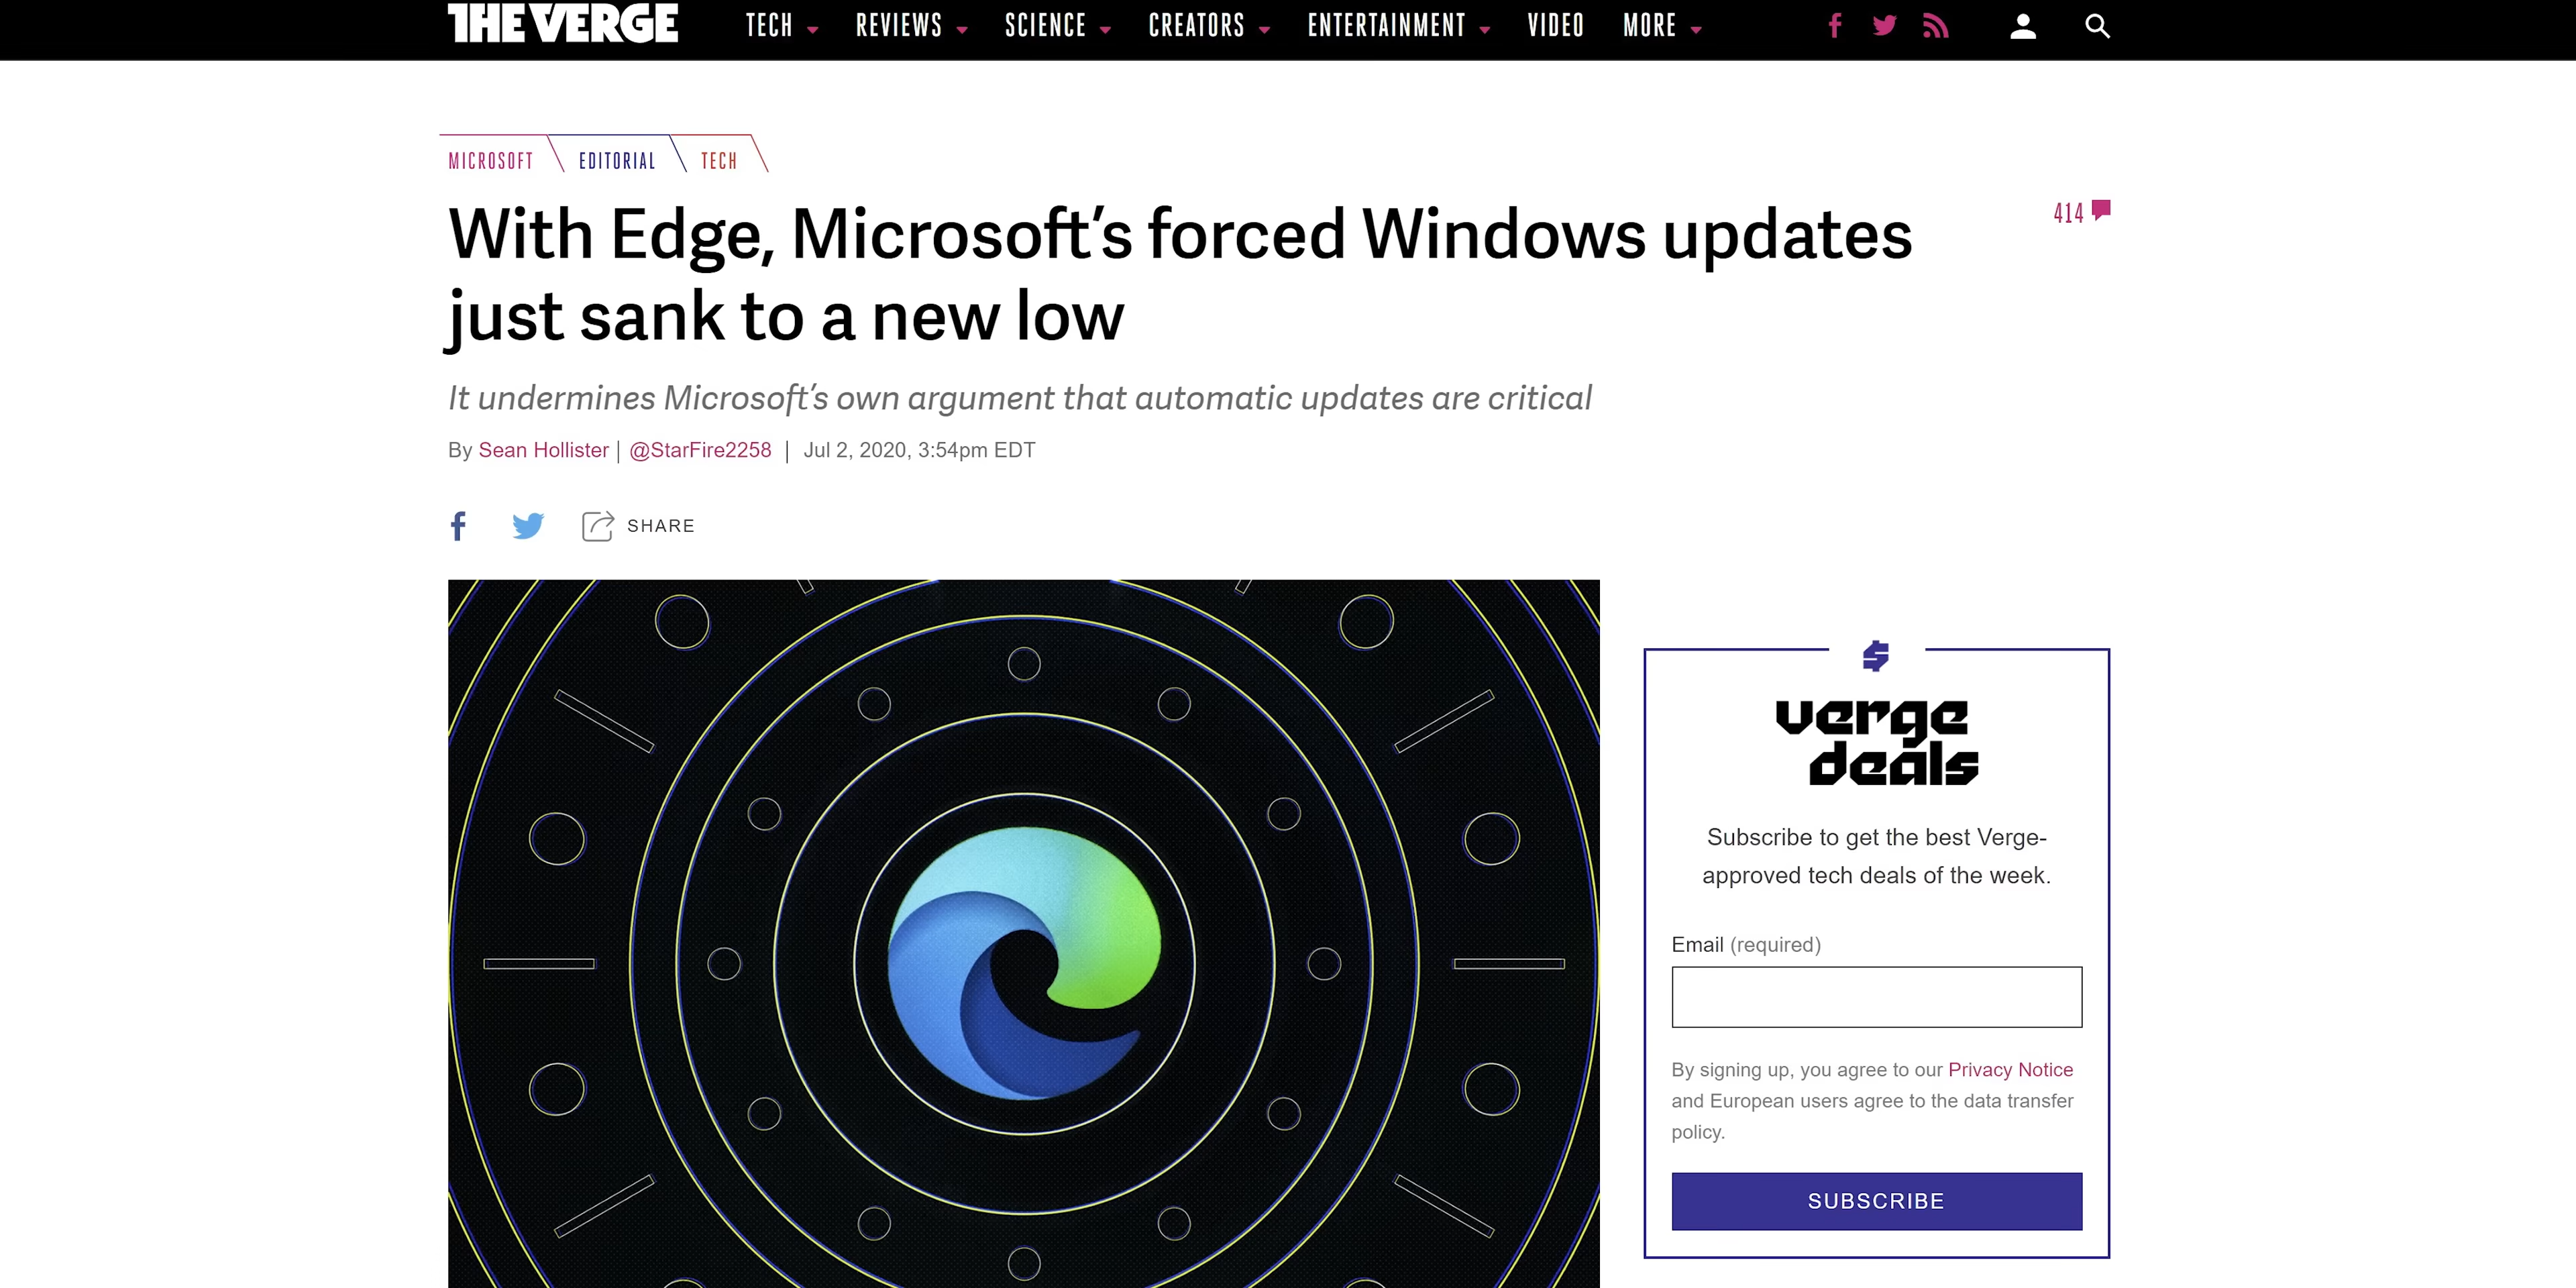 THE VERGE
TECH REVIEWS SCIENCE CREATORS ENTERTAINMENT VIDEO MORE
MICROSOFT EDITORIAL TECH
With Edge, Microsoft’s forced Windows updates
just sank to a new low
414
It undermines Microsoft’s own argument that automatic updates are critical
By Sean Hollister | @StarFire2258 | Jul 2, 2020, 3:54pm EDT
SHARE
verge
deals
Subscribe to get the best Verge-
approved tech deals of the week.
Email (required)
By signing up, you agree to our Privacy Notice
and European users agree to the data transfer
policy.
SUBSCRIBE